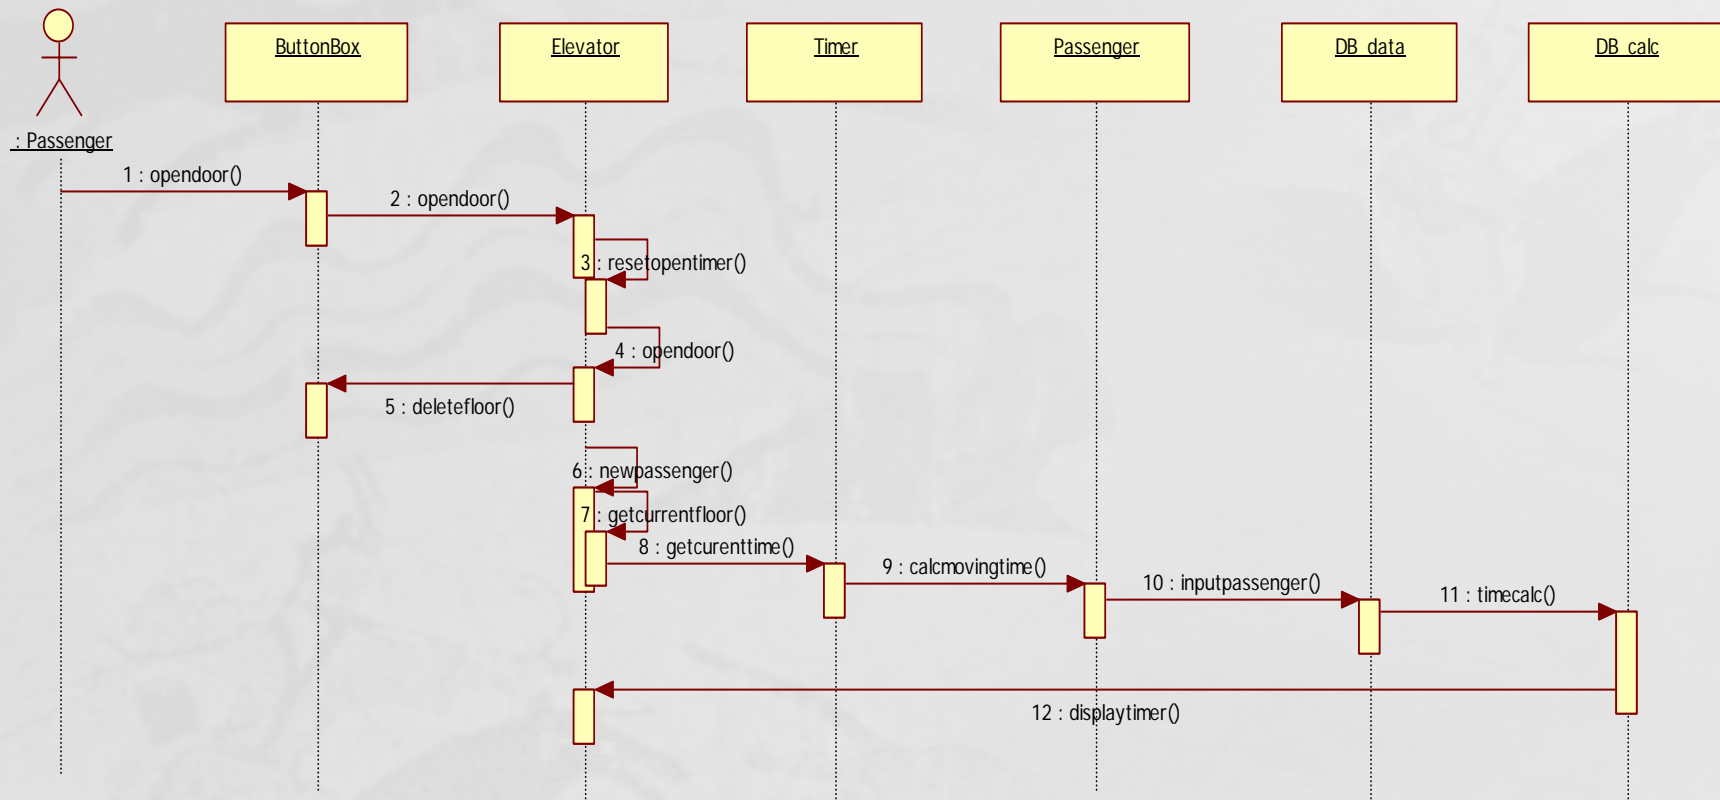 ButtonBox
Elevator
Timer
Passenger
DB_data
DB_calc
: Passenger
1 : opendoor()
2 : opendoor()
3 : resetopentimer()
4 : opendoor()
5 : deletefloor()
6 : newpassenger()
7 : getcurrentfloor()
8 : getcurenttime()
9 : calcmovingtime()
10 : inputpassenger()
11 : timecalc()
12 : displaytimer()